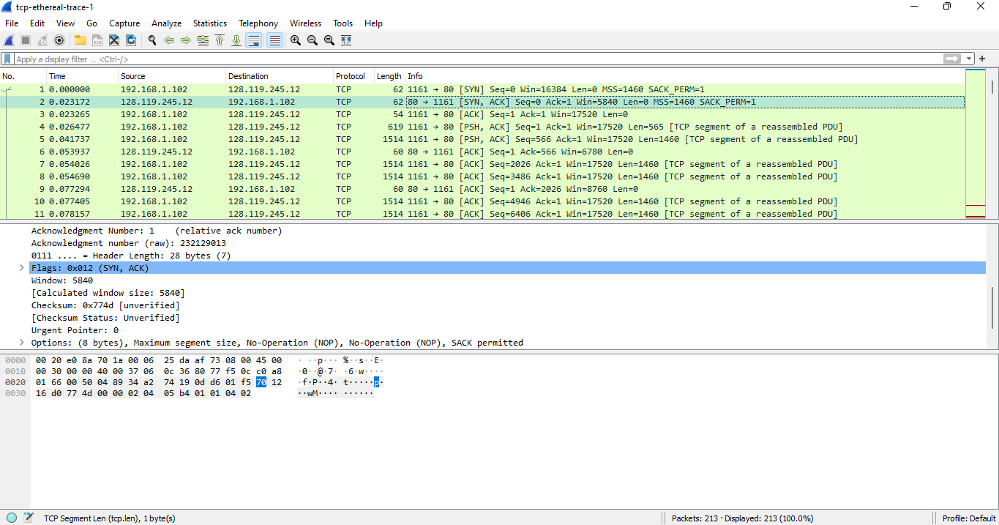 tcp-ethereal-trace-1
File Edit View Go Capture Analyze Statistics Telephony Wireless Tools Help
Apply a display filter ... <Ctrl-/>
No. Time Source Destination Protocol Length Info
1 0.000000 192.168.1.102 128.119.245.12 TCP 62 1161 → 80 [SYN] Seq=0 Win=16384 Len=0 MSS=1460 SACK_PERM=1
2 0.023172 128.119.245.12 192.168.1.102 TCP 62 80 → 1161 [SYN, ACK] Seq=0 Ack=1 Win=5840 Len=0 MSS=1460 SACK_PERM=1
3 0.023265 192.168.1.102 128.119.245.12 TCP 54 1161 → 80 [ACK] Seq=1 Ack=1 Win=17520 Len=0
4 0.026477 192.168.1.102 128.119.245.12 TCP 619 1161 → 80 [PSH, ACK] Seq=1 Ack=1 Win=17520 Len=565 [TCP segment of a reassembled PDU]
5 0.041737 192.168.1.102 128.119.245.12 TCP 1514 1161 → 80 [PSH, ACK] Seq=566 Ack=1 Win=17520 Len=1460 [TCP segment of a reassembled PDU]
6 0.053937 128.119.245.12 192.168.1.102 TCP 60 80 → 1161 [ACK] Seq=1 Ack=566 Win=6780 Len=0
7 0.054026 192.168.1.102 128.119.245.12 TCP 1514 1161 → 80 [ACK] Seq=2026 Ack=1 Win=17520 Len=1460 [TCP segment of a reassembled PDU]
8 0.054690 192.168.1.102 128.119.245.12 TCP 1514 1161 → 80 [ACK] Seq=3486 Ack=1 Win=17520 Len=1460 [TCP segment of a reassembled PDU]
9 0.077294 128.119.245.12 192.168.1.102 TCP 60 80 → 1161 [ACK] Seq=1 Ack=2026 Win=8760 Len=0
10 0.077405 192.168.1.102 128.119.245.12 TCP 1514 1161 → 80 [ACK] Seq=4946 Ack=1 Win=17520 Len=1460 [TCP segment of a reassembled PDU]
11 0.078157 192.168.1.102 128.119.245.12 TCP 1514 1161 → 80 [ACK] Seq=6406 Ack=1 Win=17520 Len=1460 [TCP segment of a reassembled PDU]
Acknowledgment Number: 1 (relative ack number)
Acknowledgment number (raw): 232129013
0111 .... = Header Length: 28 bytes (7)
Flags: 0x012 (SYN, ACK)
Window: 5840
[Calculated window size: 5840]
Checksum: 0x774d [unverified]
[Checksum Status: Unverified]
Urgent Pointer: 0
Options: (8 bytes), Maximum segment size, No-Operation (NOP), No-Operation (NOP), SACK permitted
0000 00 20 e0 8a 70 1a 00 06 25 da af 73 08 00 45 00 · ··p··· %··s··E·
0010 00 30 00 00 40 00 37 06 0c 36 80 77 f5 0c c0 a8 ·0··@·7· ·6·w····
0020 01 66 00 50 04 89 34 a2 74 19 0d d6 01 f5 70 12 ·f·P··4· t·····p·
0030 16 d0 77 4d 00 00 02 04 05 b4 01 01 04 02 ··wM···· ······
TCP Segment Len (tcp.len), 1 byte(s) Packets: 213 · Displayed: 213 (100.0%) Profile: Default